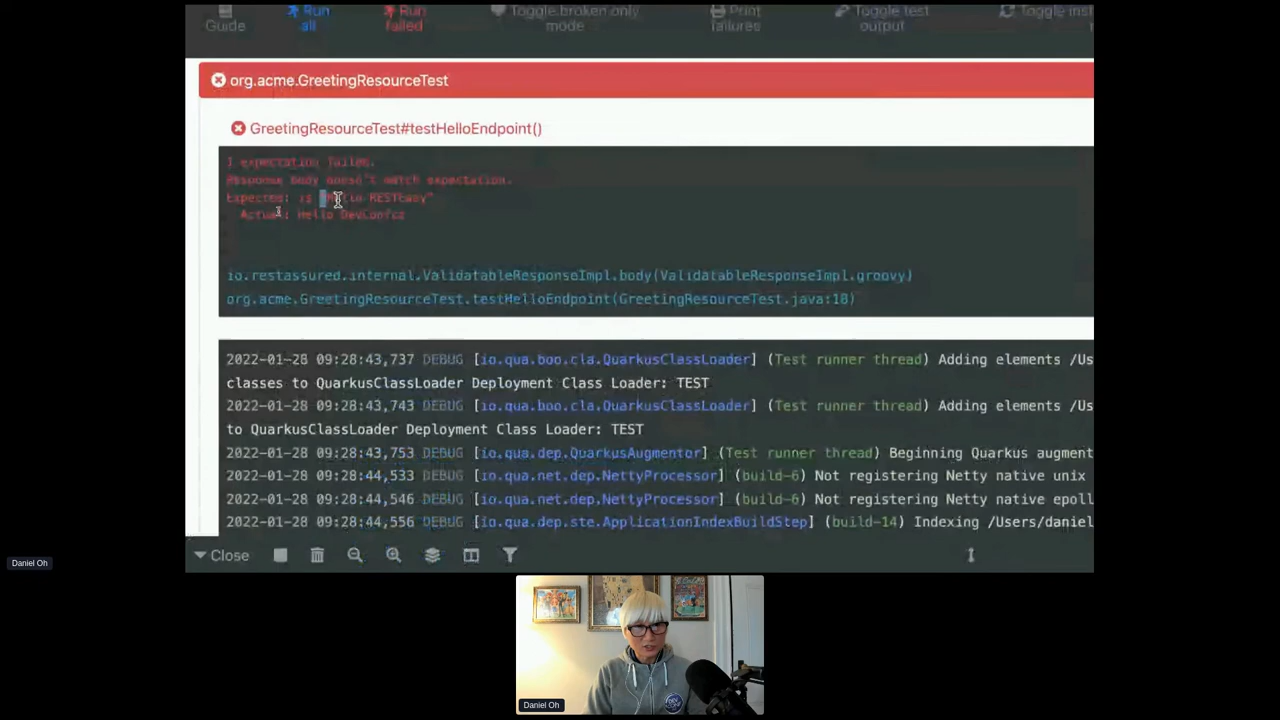 Guide
Run all
Run failed
Toggle broken only mode
Print failures
Toggle test output
Toggle inst
org.acme.GreetingResourceTest
GreetingResourceTest#testHelloEndpoint()
1 expectation failed.
Response body doesn't match expectation.
Expected: is "Hello RESTEasy"
Actual: Hello DevConfcz
io.restassured.internal.ValidatableResponseImpl.body(ValidatableResponseImpl.groovy)
org.acme.GreetingResourceTest.testHelloEndpoint(GreetingResourceTest.java:18)
2022-01-28 09:28:43,737 DEBUG [io.qua.boo.cla.QuarkusClassLoader] (Test runner thread) Adding elements /Us
classes to QuarkusClassLoader Deployment Class Loader: TEST
2022-01-28 09:28:43,743 DEBUG [io.qua.boo.cla.QuarkusClassLoader] (Test runner thread) Adding elements /Us
to QuarkusClassLoader Deployment Class Loader: TEST
2022-01-28 09:28:43,753 DEBUG [io.qua.dep.QuarkusAugmentor] (Test runner thread) Beginning Quarkus augment
2022-01-28 09:28:44,533 DEBUG [io.qua.net.dep.NettyProcessor] (build-6) Not registering Netty native unix
2022-01-28 09:28:44,546 DEBUG [io.qua.net.dep.NettyProcessor] (build-6) Not registering Netty native epoll
2022-01-28 09:28:44,556 DEBUG [io.qua.dep.ste.ApplicationIndexBuildStep] (build-14) Indexing /Users/daniel
Close
Daniel Oh
Daniel Oh